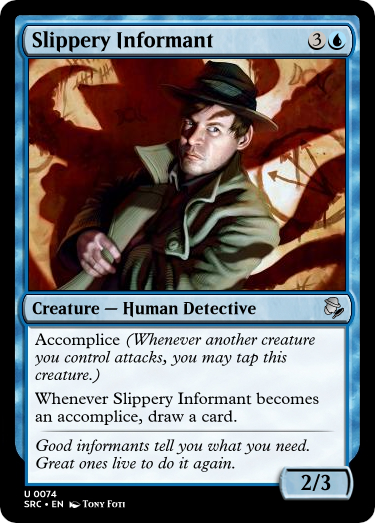 Slippery Informant 3
Creature — Human Detective
Accomplice (Whenever another creature
you control attacks, you may tap this
creature.)
Whenever Slippery Informant becomes
an accomplice, draw a card.
Good informants tell you what you need.
Great ones live to do it again.
2/3
U 0074
SRC • EN Tony Foti